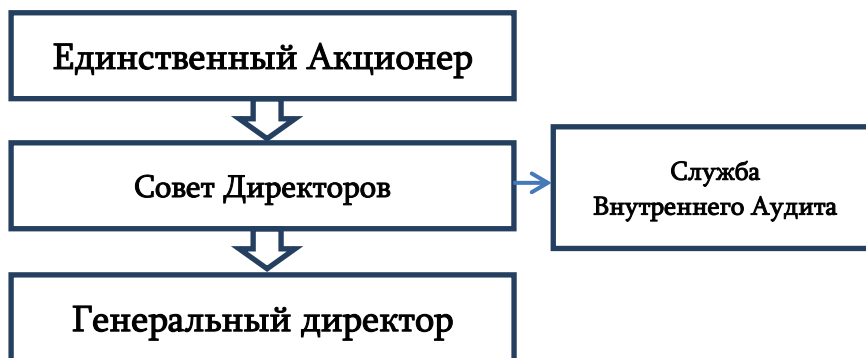 Единственный Акционер
Совет Директоров
Служба
Внутреннего Аудита
Генеральный директор